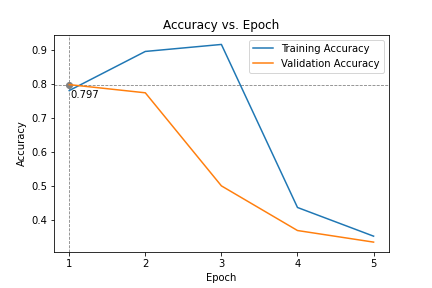 Accuracy vs. Epoch
Training Accuracy
Validation Accuracy
0.9
0.8
0.7
0.6
0.5
0.4
0.797
Accuracy
1 2 3 4 5
Epoch